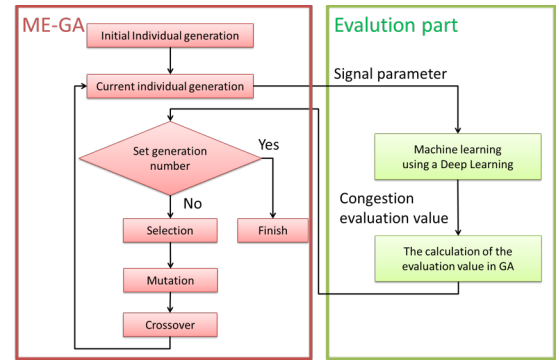 ME-GA
Evalution part
Initial Individual generation
Current individual generation
Signal parameter
Set generation
number
Yes
No
Machine learning
using a Deep Learning
Congestion
evaluation value
Selection
Finish
The calculation of the
evaluation value in GA
Mutation
Crossover